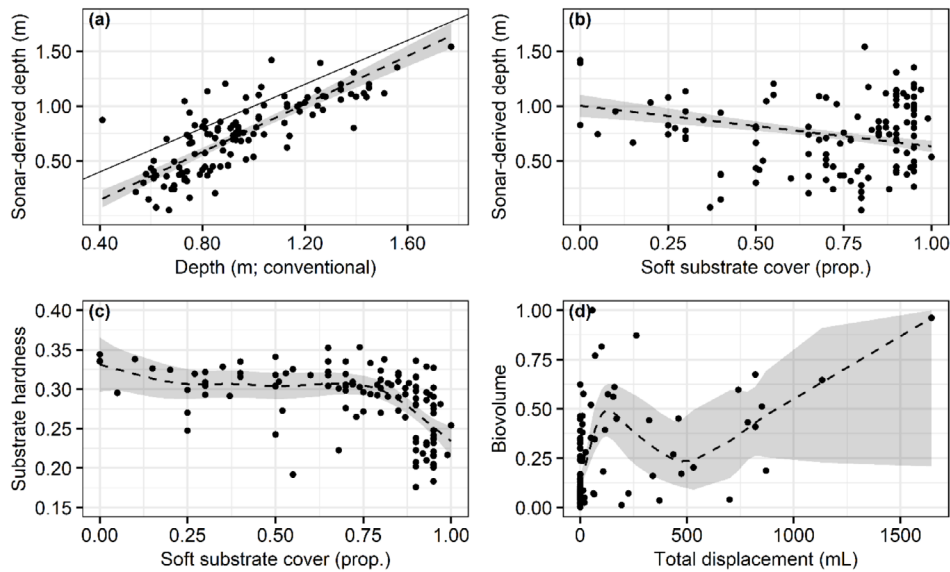 (a)
Sonar-derived depth (m)
1.50
1.00
0.50
0.40
0.80
1.20
1.60
Depth (m; conventional)
(b)
Sonar-derived depth (m)
1.50
1.00
0.50
0.00
0.25
0.50
0.75
1.00
Soft substrate cover (prop.)
(c)
Substrate hardness
0.40
0.35
0.30
0.25
0.20
0.15
0.00
0.25
0.50
0.75
1.00
Soft substrate cover (prop.)
(d)
Biovolume
1.00
0.75
0.50
0.25
0.00
0
500
1000
1500
Total displacement (mL)